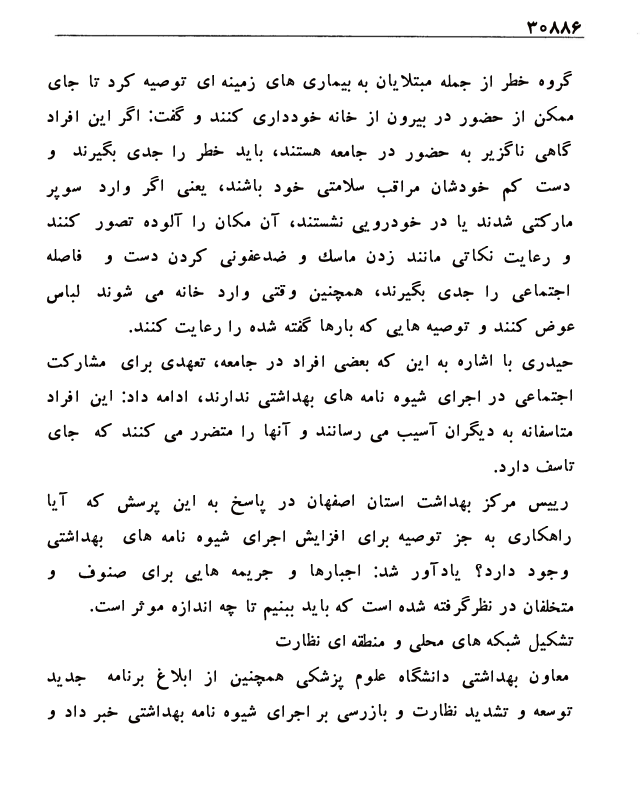 ۳۰۸۸۶
گروه خطر از جمله مبتلایان به بیماری های زمینه ای توصیه کرد تا جای
ممکن از حضور در بیرون از خانه خودداری کنند و گفت: اگر این افراد
گاهی ناگزیر به حضور در جامعه هستند، باید خطر را جدی بگیرند و
دست کم خودشان مراقب سلامتی خود باشند، یعنی اگر وارد سوپر
مارکتی شدند یا در خودرویی نشستند، آن مکان را آلوده تصور کنند
و رعایت نکاتی مانند زدن ماسك و ضدعفونی کردن دست و فاصله
اجتماعی را جدی بگیرند، همچنین وقتی وارد خانه می شوند لباس
عوض کنند و توصیه هایی که بارها گفته شده را رعایت کنند.
حیدری با اشاره به این که بعضی افراد در جامعه، تعهدی برای مشارکت
اجتماعی در اجرای شیوه نامه های بهداشتی ندارند، ادامه داد: این افراد
متاسفانه به دیگران آسیب می رسانند و آنها را متضرر می کنند که جای
تاسف دارد.
رییس مرکز بهداشت استان اصفهان در پاسخ به این پرسش که آیا
راهکاری به جز توصیه برای افزایش اجرای شیوه نامه های بهداشتی
وجود دارد؟ یادآور شد: اجبارها و جریمه هایی برای صنوف و
متخلفان در نظرگرفته شده است که باید ببنیم تا چه اندازه موثر است.
تشکیل شبکه های محلی و منطقه ای نظارت
معاون بهداشتی دانشگاه علوم پزشکی همچنین از ابلاغ برنامه جدید
توسعه و تشدید نظارت و بازرسی بر اجرای شیوه نامه بهداشتی خبر داد و